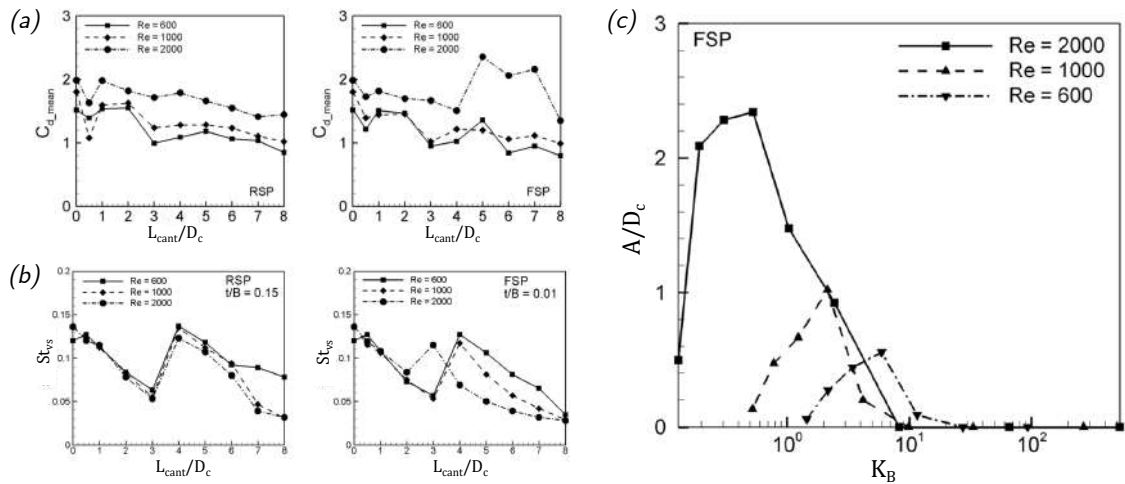 (a)
3
2
1
0
C_d_mean
Re = 600
Re = 1000
Re = 2000
RSP
0 1 2 3 4 5 6 7 8
L_cant/D_c
3
2
1
0
C_d_mean
Re = 600
Re = 1000
Re = 2000
FSP
0 1 2 3 4 5 6 7 8
L_cant/D_c
(b)
0.2
0.15
0.1
0.05
0
St_vs
Re = 600
Re = 1000
Re = 2000
RSP
t/B = 0.15
0 1 2 3 4 5 6 7 8
L_cant/D_c
0.2
0.15
0.1
0.05
0
St_vs
Re = 600
Re = 1000
Re = 2000
FSP
t/B = 0.01
0 1 2 3 4 5 6 7 8
L_cant/D_c
(c)
FSP
Re = 2000
Re = 1000
Re = 600
3
2
1
0
A/D_c
10^0 10^1 10^2
K_B